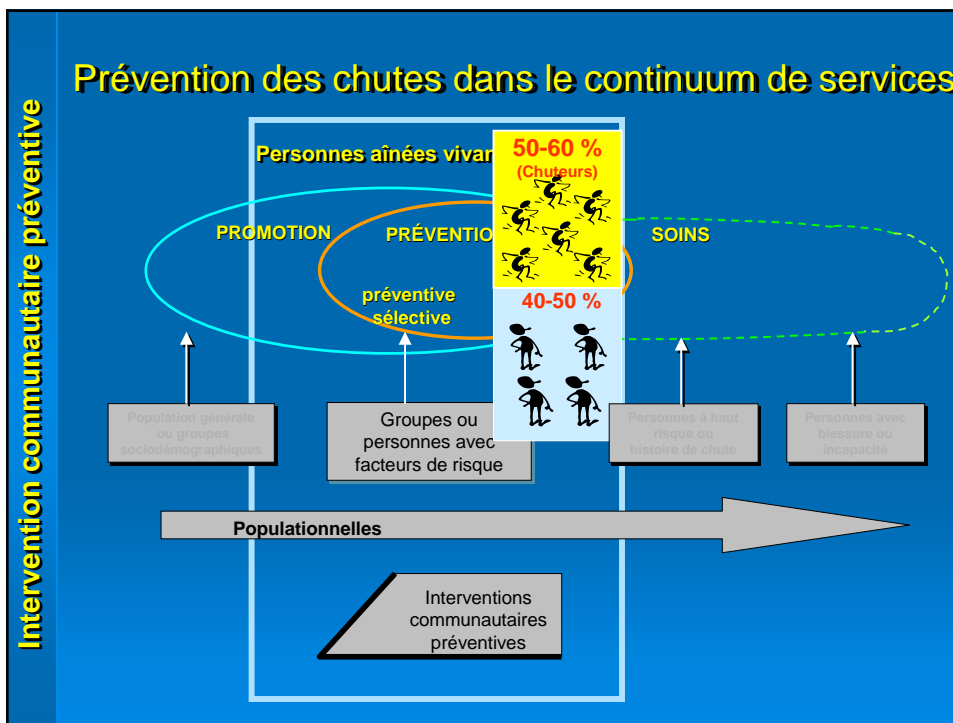 Intervention communautaire préventive
Prévention des chutes dans le continuum de services
Personnes aînées
50-60 %
(Chuteurs)
PROMOTION
SOINS
préventive
sélective
40-50 %
Population générale
ou groupes
sociodémographiques
Groupes ou
personnes avec
facteurs de risque
Personnes à haut
risque ou
histoire de chute
Personnes avec
blessure ou
incapacité
Populationnelles
Interventions
communautaires
préventives